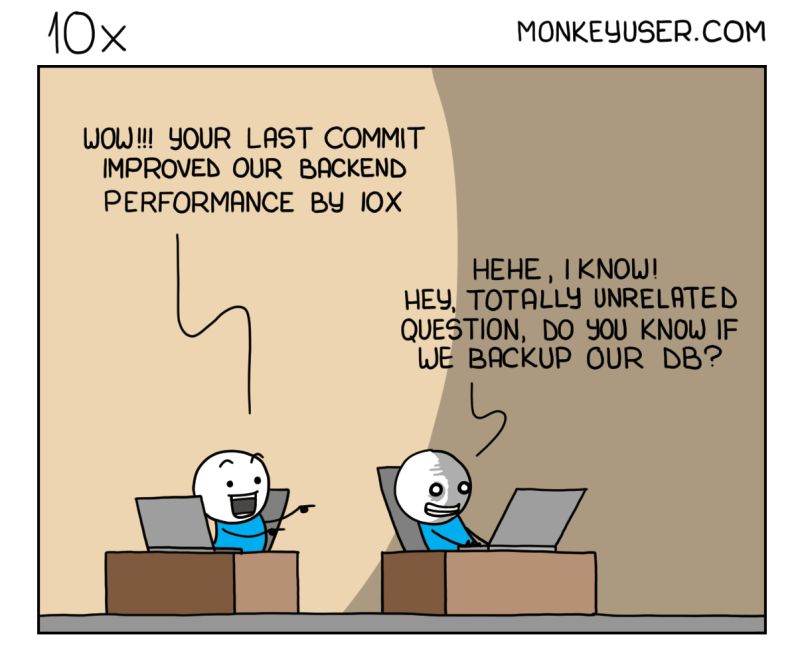 10x
MONKEYUSER.COM
WOW!!! YOUR LAST COMMIT
IMPROVED OUR BACKEND
PERFORMANCE BY 10X
HEHE, I KNOW!
HEY, TOTALLY UNRELATED
QUESTION, DO YOU KNOW IF
WE BACKUP OUR DB?